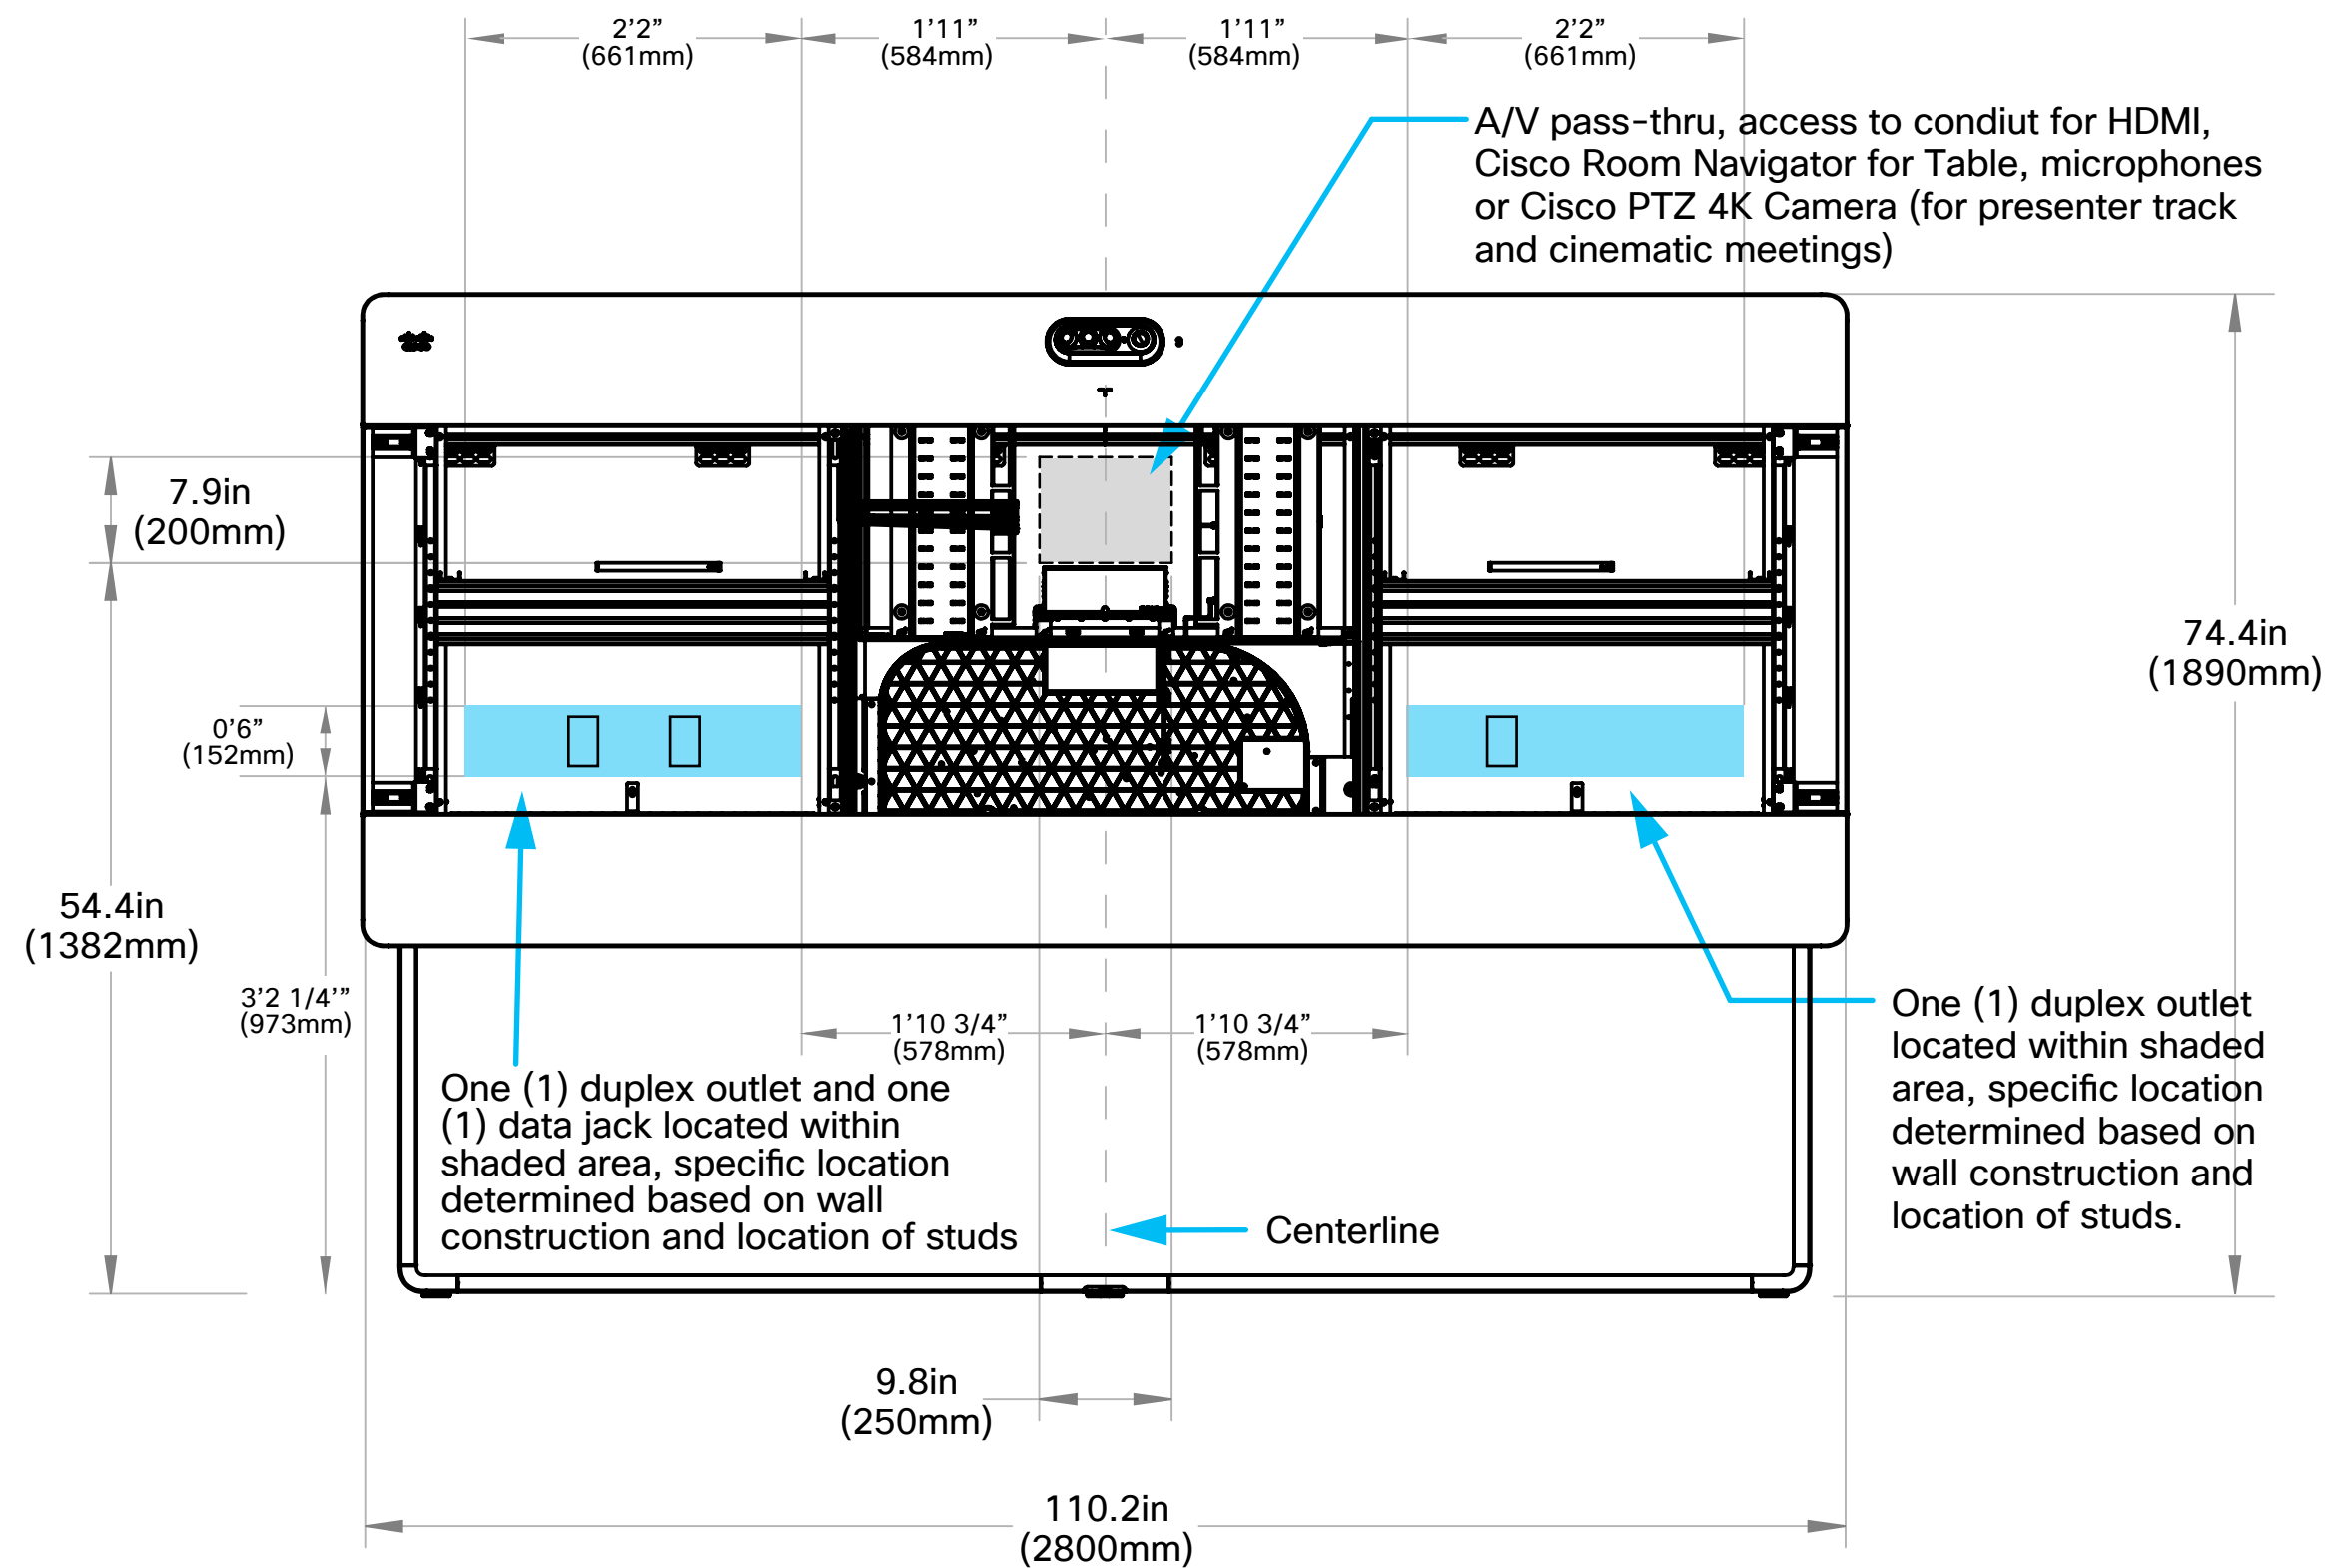 2’2”
(661mm)
1’11”
(584mm)
1’11”
(584mm)
2’2”
(661mm)
A/V pass-thru, access to condiut for HDMI,
Cisco Room Navigator for Table, microphones
or Cisco PTZ 4K Camera (for presenter track
and cinematic meetings)
7.9in
(200mm)
74.4in
(1890mm)
0’6”
(152mm)
54.4in
(1382mm)
3’2 1/4’”
(973mm)
1’10 3/4”
(578mm)
1’10 3/4”
(578mm)
One (1) duplex outlet
located within shaded
area, specific location
determined based on
wall construction and
location of studs.
One (1) duplex outlet and one
(1) data jack located within
shaded area, specific location
determined based on wall
construction and location of studs
Centerline
9.8in
(250mm)
110.2in
(2800mm)